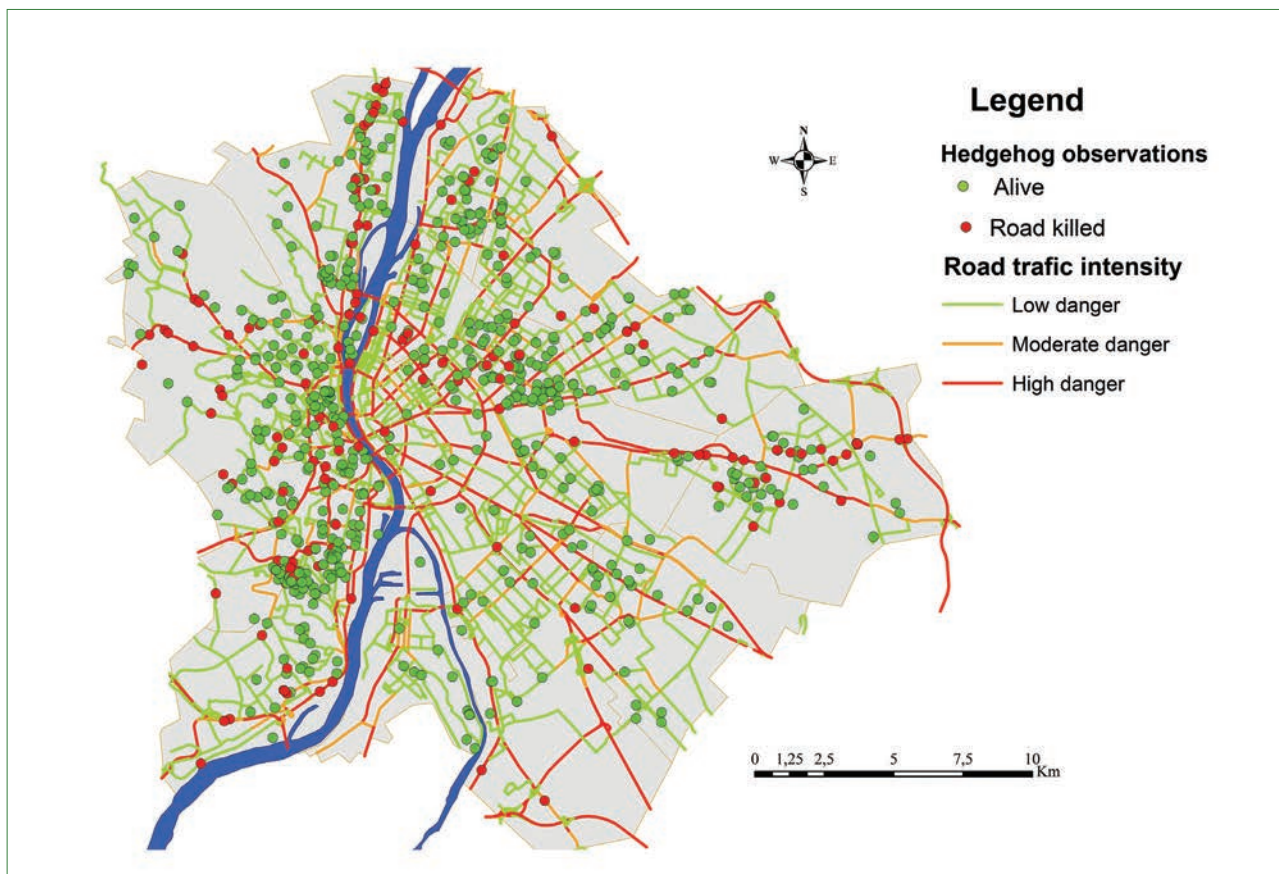 Legend
Hedgehog observations
Alive
Road killed
Road trafic intensity
Low danger
Moderate danger
High danger
N
W E
S
0 1,25 2,5 5 7,5 10
Km